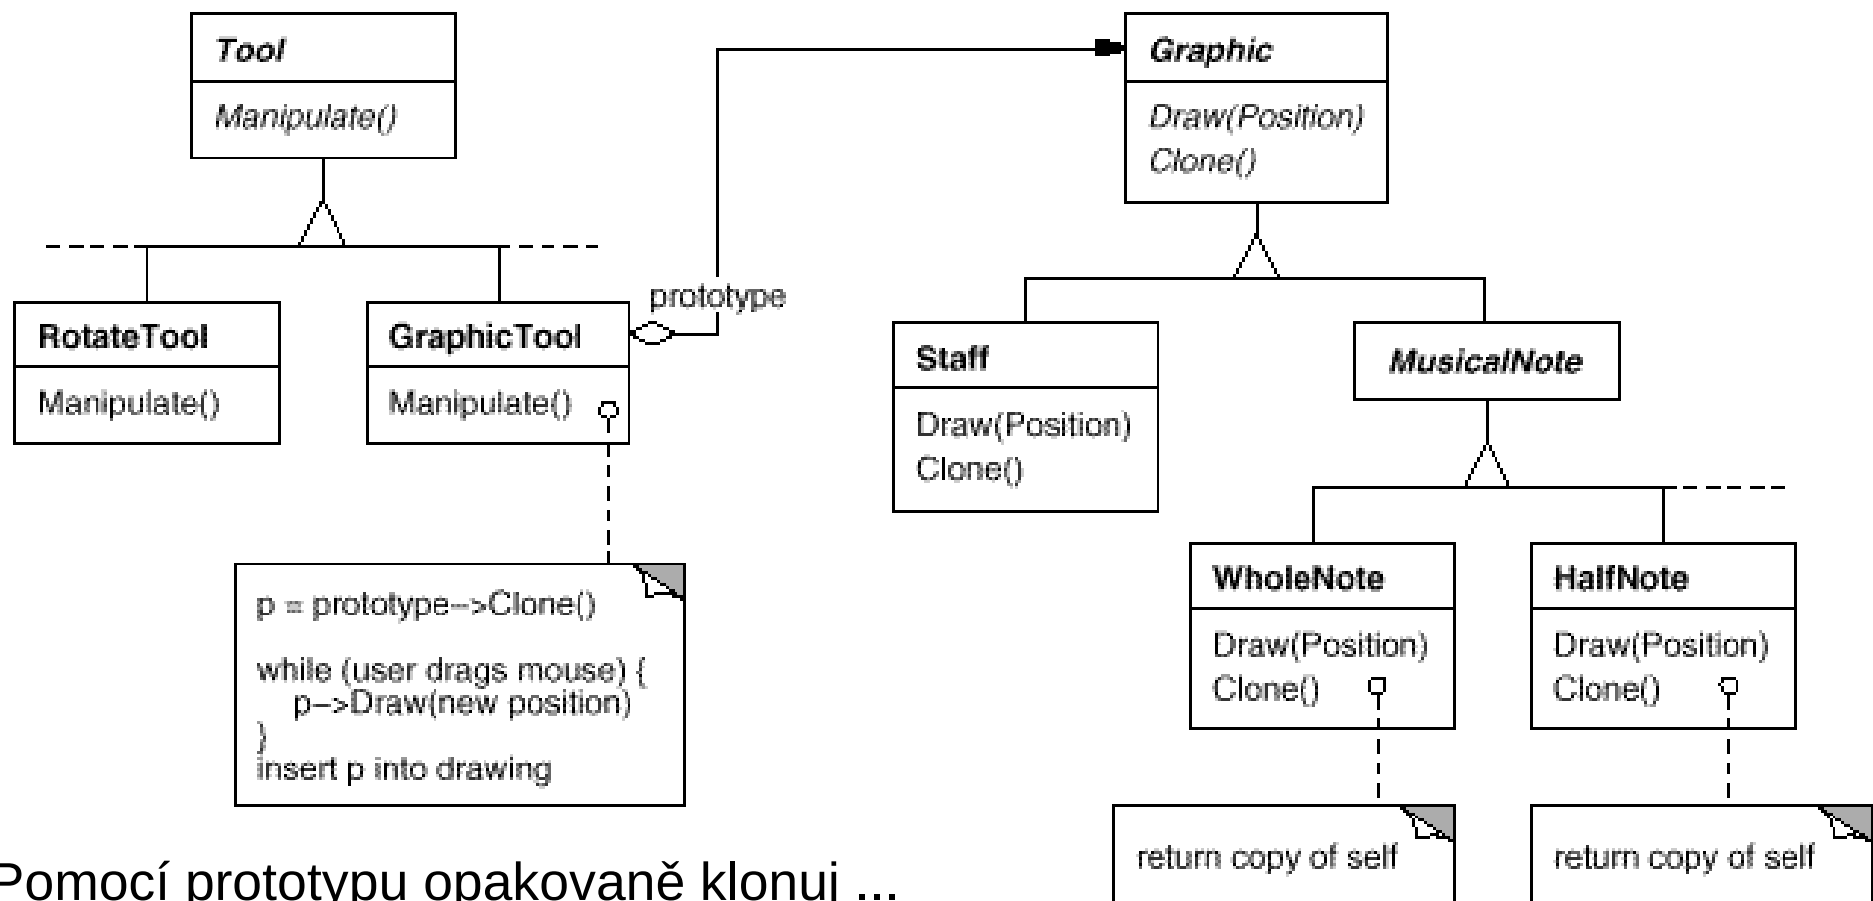 Tool
Manipulate()
Graphic
Draw(Position)
Clone()
prototype
RotateTool
Manipulate()
GraphicTool
Manipulate()
Staff
Draw(Position)
Clone()
MusicalNote
WholeNote
Draw(Position)
Clone()
HalfNote
Draw(Position)
Clone()
p = prototype−>Clone()
while (user drags mouse) {
p−>Draw(new position)
}
insert p into drawing
return copy of self
return copy of self
Pomocí prototypu opakovaně klonuj ...